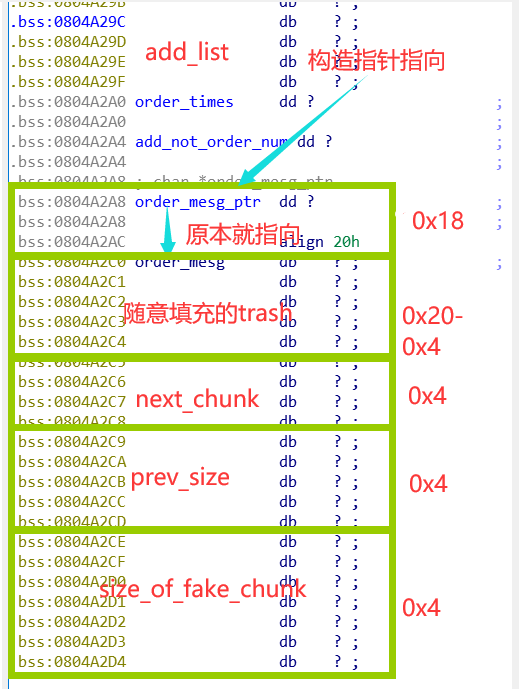 .bss:0804A29B db ? ;
.bss:0804A29C db ? ;
.bss:0804A29D db ? ;
.bss:0804A29E db ? ;
.bss:0804A29F db ? ;
add_list
构造指针指向
.bss:0804A2A0 order_times dd ? ;
.bss:0804A2A0 ;
.bss:0804A2A4 add_not_order_num dd ? ;
.bss:0804A2A4 ;
.bss:0804A2A8 ; char *order_mesg_ptr
bss:0804A2A8 order_mesg_ptr dd ? ;
bss:0804A2A8 ;
bss:0804A2AC align 20h
原本就指向
0x18
bss:0804A2C0 order_mesg db ? ; ;
bss:0804A2C1 db ? ;
bss:0804A2C2 db ? ;
bss:0804A2C3 db ? ;
bss:0804A2C4 db ? ;
随意填充的trash
0x20-
0x4
bss:0804A2C5 db ? ;
bss:0804A2C6 db ? ;
bss:0804A2C7 db ? ;
bss:0804A2C8 db ? ;
next_chunk
0x4
bss:0804A2C9 db ? ;
bss:0804A2CA db ? ;
bss:0804A2CB db ? ;
bss:0804A2CC db ? ;
bss:0804A2CD db ? ;
prev_size
0x4
bss:0804A2CE db ? ;
bss:0804A2CF db ? ;
bss:0804A2D0 db ? ;
bss:0804A2D1 db ? ;
bss:0804A2D2 db ? ;
bss:0804A2D3 db ? ;
bss:0804A2D4 db ? ;
size_of_fake_chunk
0x4